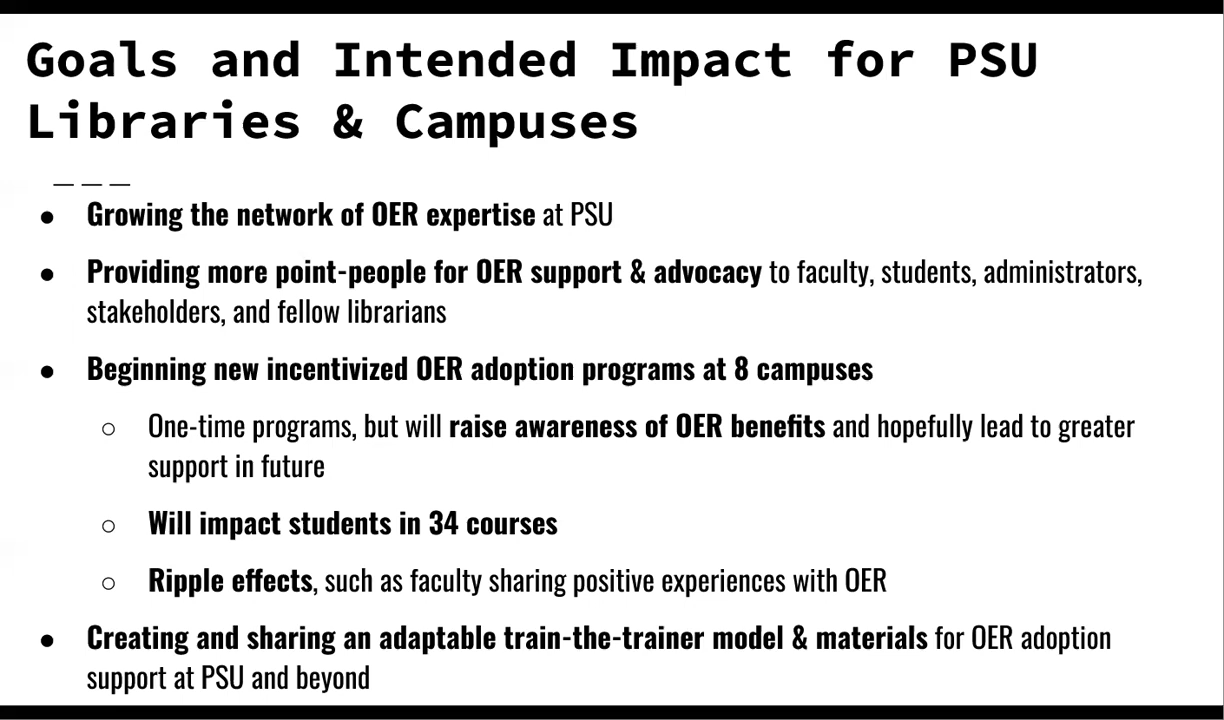 Goals and Intended Impact for PSU
Libraries & Campuses
● Growing the network of OER expertise at PSU
● Providing more point-people for OER support & advocacy to faculty, students, administrators,
stakeholders, and fellow librarians
● Beginning new incentivized OER adoption programs at 8 campuses
○ One-time programs, but will raise awareness of OER benefits and hopefully lead to greater
support in future
○ Will impact students in 34 courses
○ Ripple effects, such as faculty sharing positive experiences with OER
● Creating and sharing an adaptable train-the-trainer model & materials for OER adoption
support at PSU and beyond